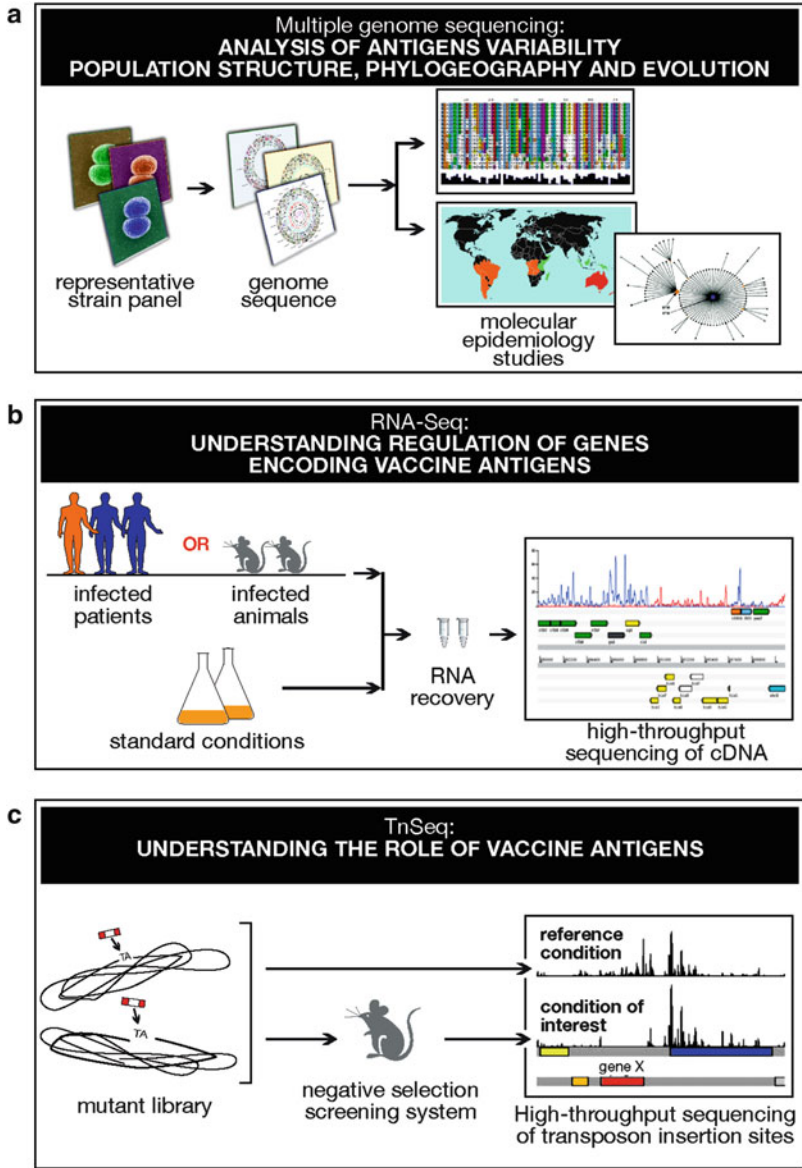 a
Multiple genome sequencing:
ANALYSIS OF ANTIGENS VARIABILITY
POPULATION STRUCTURE, PHYLOGEOGRAPHY AND EVOLUTION
representative
strain panel
genome
sequence
molecular
epidemiology
studies
b
RNA-Seq:
UNDERSTANDING REGULATION OF GENES
ENCODING VACCINE ANTIGENS
OR
infected
patients
infected
animals
standard conditions
RNA
recovery
high-throughput
sequencing of cDNA
c
TnSeq:
UNDERSTANDING THE ROLE OF VACCINE ANTIGENS
TA
TA
mutant library
negative selection
screening system
reference
condition
condition of
interest
gene X
High-throughput sequencing
of transposon insertion sites